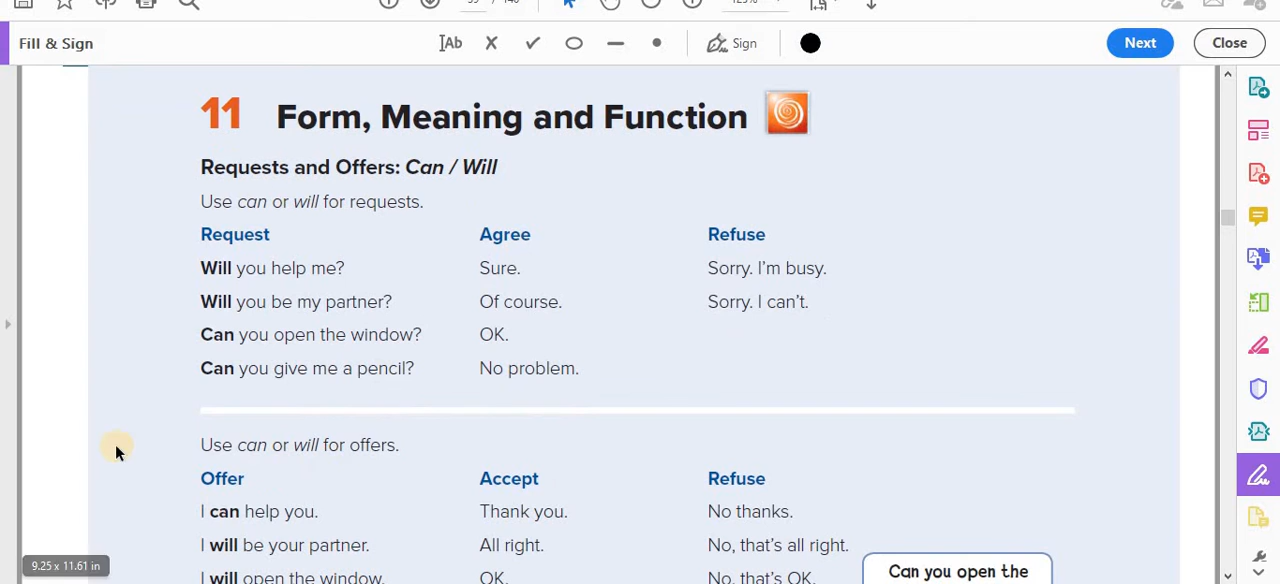 Fill & Sign
Ab
Sign
Next
Close
11 Form, Meaning and Function
Requests and Offers: Can / Will
Use can or will for requests.
Request Agree Refuse
Will you help me? Sure. Sorry. I'm busy.
Will you be my partner? Of course. Sorry. I can't.
Can you open the window? OK.
Can you give me a pencil? No problem.
Use can or will for offers.
Offer Accept Refuse
I can help you. Thank you. No thanks.
I will be your partner. All right. No, that's all right.
I will open the window. OK. No, that's OK.
Can you open the
9.25 x 11.61 in